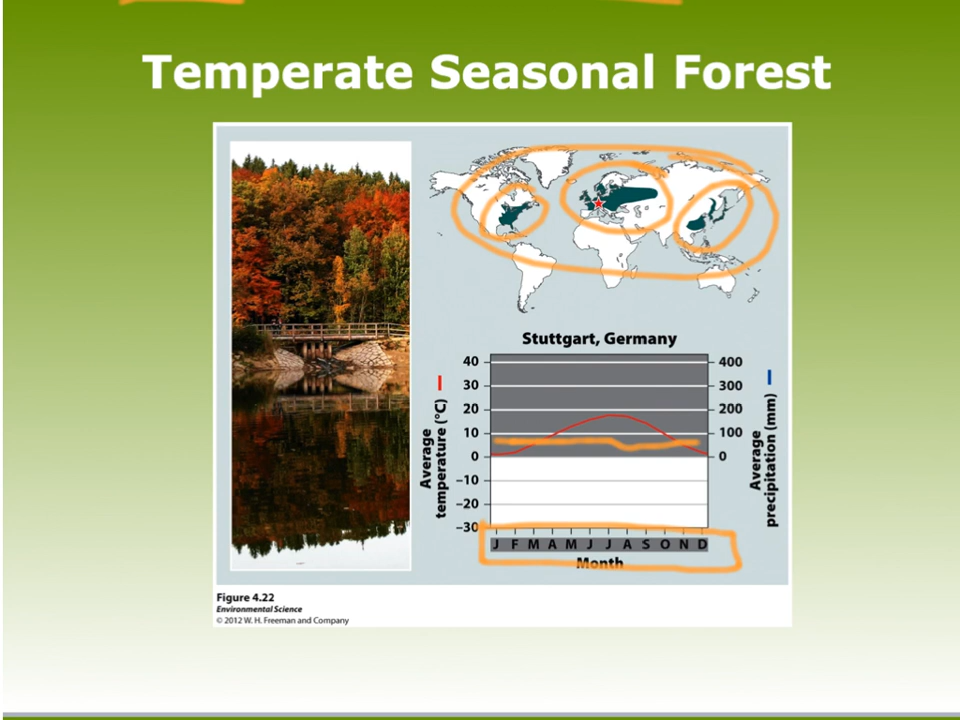 Temperate Seasonal Forest
Stuttgart, Germany
40
30
20
10
0
–10
–20
–30
Average
temperature (°C)
400
300
200
100
0
Average
precipitation (mm)
J F M A M J J A S O N D
Month
Figure 4.22
Environmental Science
© 2012 W. H. Freeman and Company